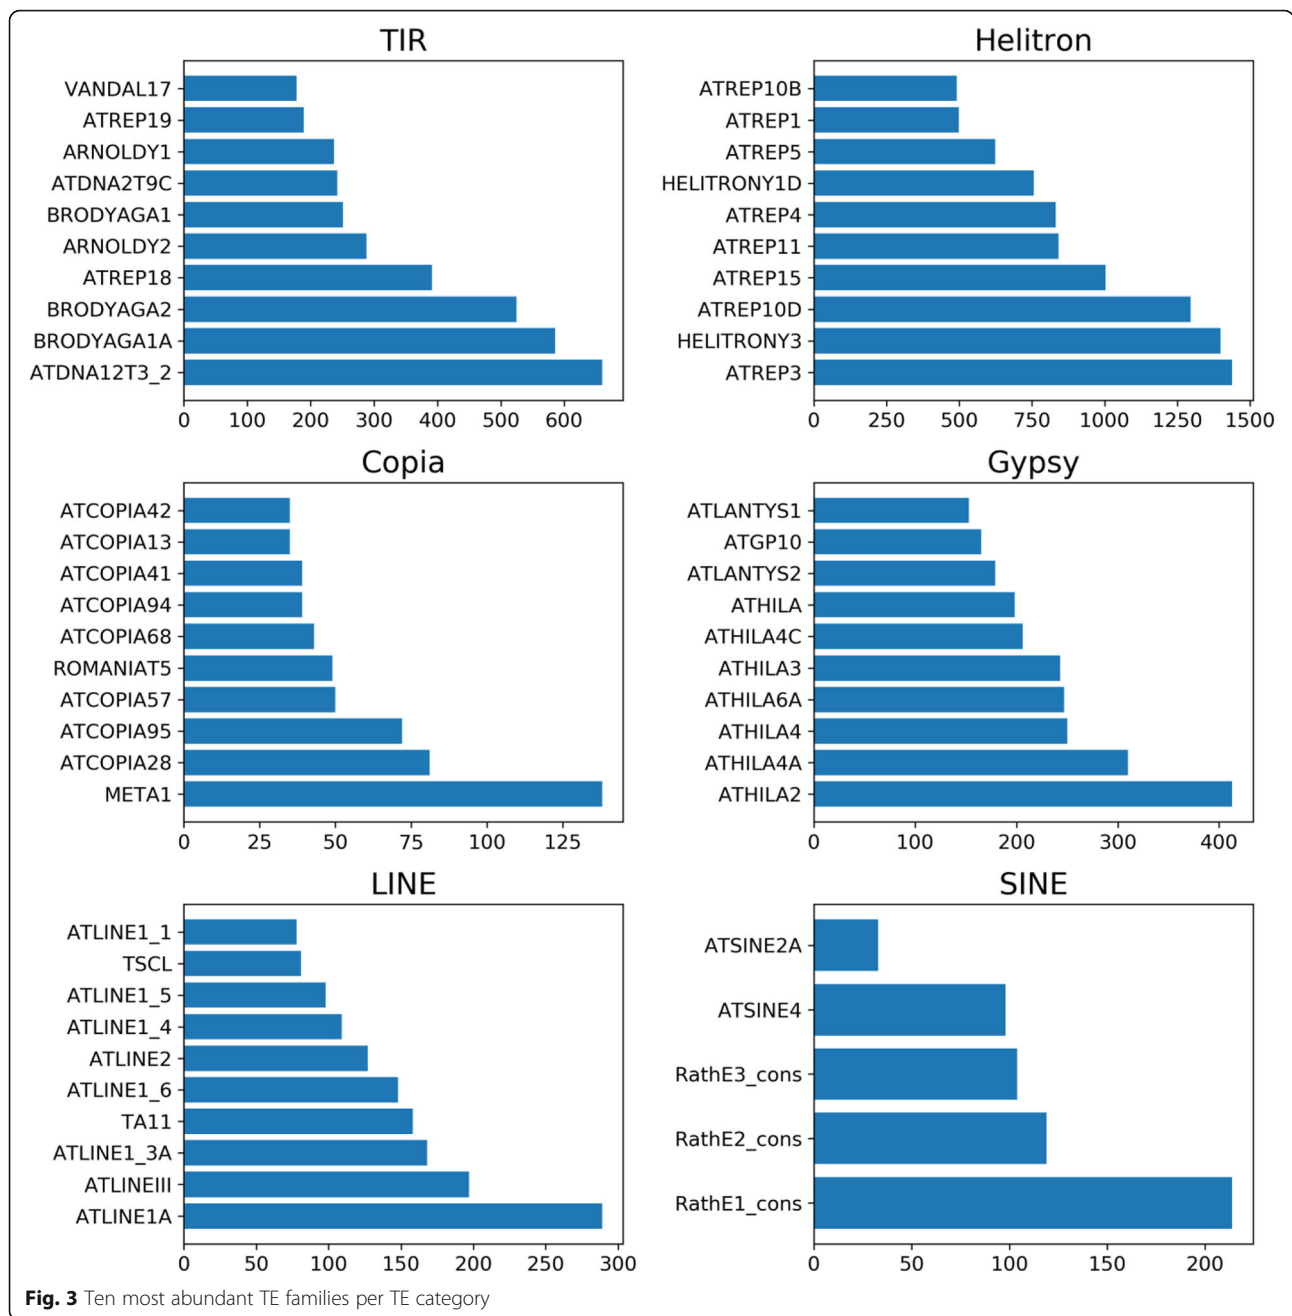 TIR
VANDAL17
ATREP19
ARNOLDY1
ATDNA2T9C
BRODYAGA1
ARNOLDY2
ATREP18
BRODYAGA2
BRODYAGA1A
ATDNA12T3_2
0 100 200 300 400 500 600
Helitron
ATREP10B
ATREP1
ATREP5
HELITRONY1D
ATREP4
ATREP11
ATREP15
ATREP10D
HELITRONY3
ATREP3
0 250 500 750 1000 1250 1500
Copia
ATCOPIA42
ATCOPIA13
ATCOPIA41
ATCOPIA94
ATCOPIA68
ROMANIAT5
ATCOPIA57
ATCOPIA95
ATCOPIA28
META1
0 25 50 75 100 125
Gypsy
ATLANTYS1
ATGP10
ATLANTYS2
ATHILA
ATHILA4C
ATHILA3
ATHILA6A
ATHILA4
ATHILA4A
ATHILA2
0 100 200 300 400
LINE
ATLINE1_1
TSCL
ATLINE1_5
ATLINE1_4
ATLINE2
ATLINE1_6
TA11
ATLINE1_3A
ATLINEIII
ATLINE1A
0 50 100 150 200 250 300
SINE
ATSINE2A
ATSINE4
RathE3_cons
RathE2_cons
RathE1_cons
0 50 100 150 200
Fig. 3 Ten most abundant TE families per TE category